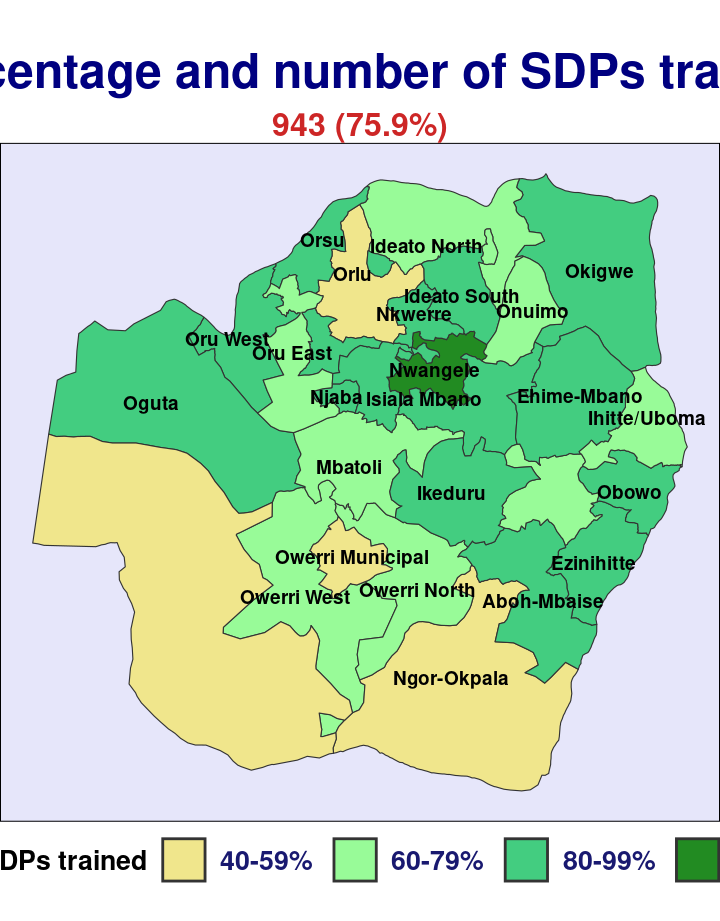 centage and number of SDPs tra
943 (75.9%)
Orsu
Ideato North
Orlu
Okigwe
Ideato South
Nkwerre
Onuimo
Oru West
Oru East
Nwangele
Ehime-Mbano
Njaba
Isiala Mbano
Oguta
Ihitte/Uboma
Mbatoli
Ikeduru
Obowo
Owerri Municipal
Ezinihitte
Owerri West
Owerri North
Aboh-Mbaise
Ngor-Okpala
DPs trained 40-59% 60-79% 80-99%